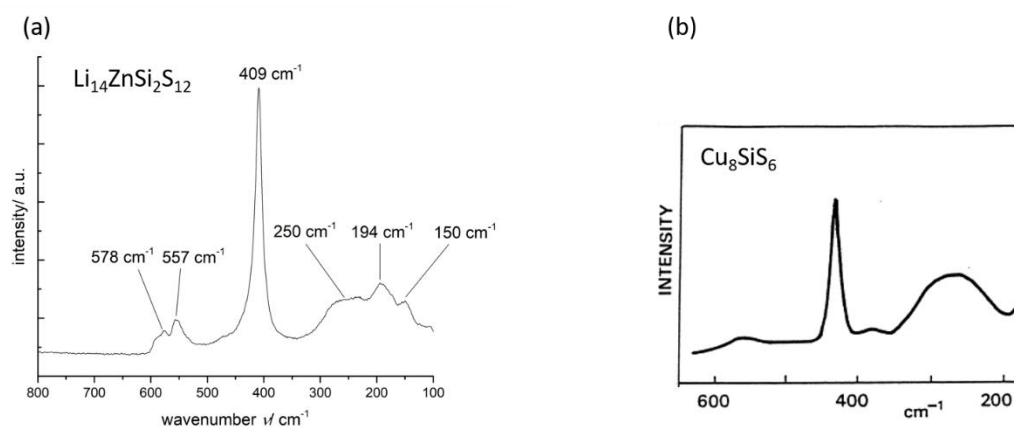 (a)
Li₁₄ZnSi₂S₁₂
409 cm⁻¹
250 cm⁻¹
194 cm⁻¹
150 cm⁻¹
578 cm⁻¹
557 cm⁻¹
intensity/ a.u.
800 700 600 500 400 300 200 100
wavenumber ν/ cm⁻¹
(b)
Cu₈SiS₆
INTENSITY
600 400 cm⁻¹ 200